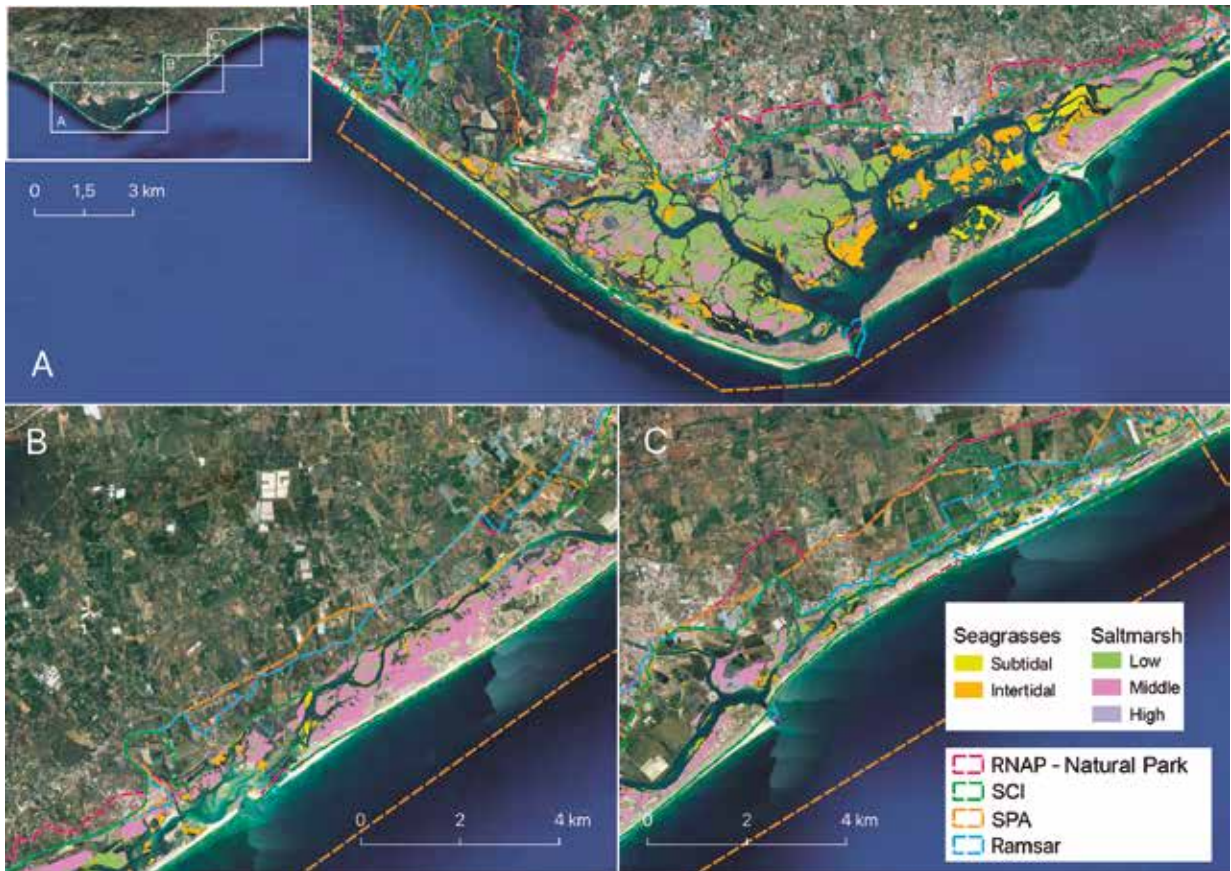 A
B
C
0 1,5 3 km
A
B
C
Seagrasses
Subtidal
Intertidal
Saltmarsh
Low
Middle
High
RNAP - Natural Park
SCI
SPA
Ramsar
0 2 4 km
0 2 4 km